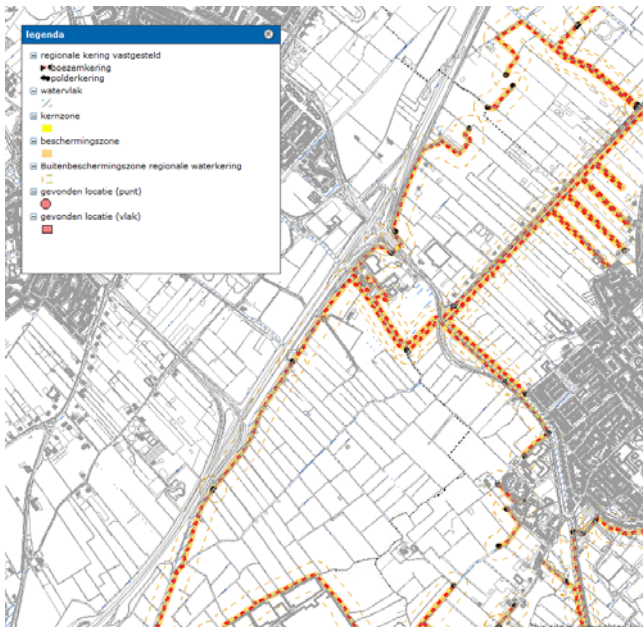 legenda
regionale kering vastgesteld
boezemkering
polderkering
watervlak
kernzone
beschermingszone
Buitenbeschermingszone regionale waterkering
gevonden locatie (punt)
gevonden locatie (vlak)